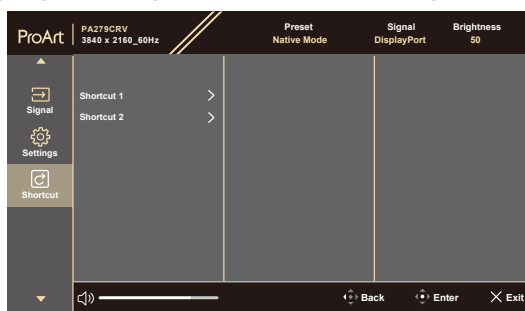 ProArt
PA279CRV
3840 x 2160_60Hz
Preset
Native Mode
Signal
DisplayPort
Brightness
50
Signal
Settings
Shortcut
Shortcut 1
Shortcut 2
Back
Enter
Exit